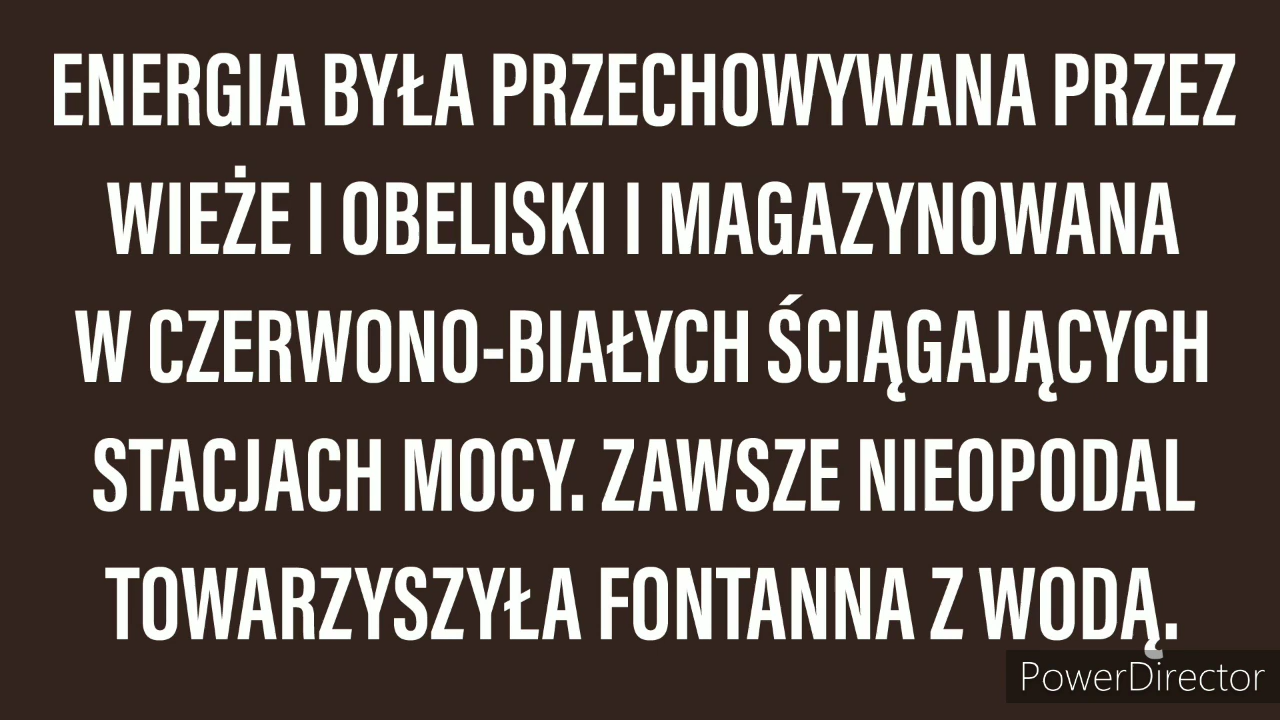 ENERGIA BYŁA PRZECHOWYWANA PRZEZ
WIEŻE I OBELISKI I MAGAZYNOWANA
W CZERWONO-BIAŁYCH ŚCIĄGAJĄCYCH
STACJACH MOCY. ZAWSZE NIEOPODAL
TOWARZYSZYŁA FONTANNA Z WODĄ.
PowerDirector